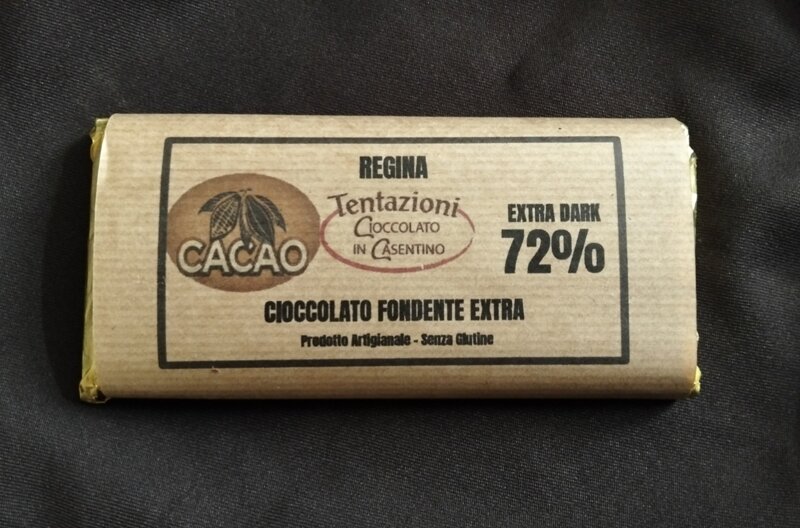 REGINA
CACAO
Tentazioni
CIOCCOLATO
IN CASENTINO
EXTRA DARK
72%
CIOCCOLATO FONDENTE EXTRA
Prodotto Artigianale - Senza Glutine